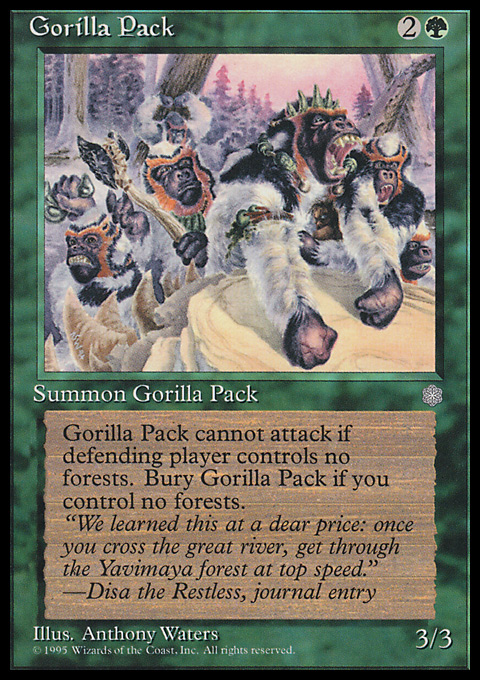 Gorilla Pack 2
Summon Gorilla Pack
Gorilla Pack cannot attack if
defending player controls no
forests. Bury Gorilla Pack if you
control no forests.
“We learned this at a dear price: once
you cross the great river, get through
the Yavimaya forest at top speed.”
—Disa the Restless, journal entry
Illus. Anthony Waters
3/3
© 1995 Wizards of the Coast, Inc. All rights reserved.